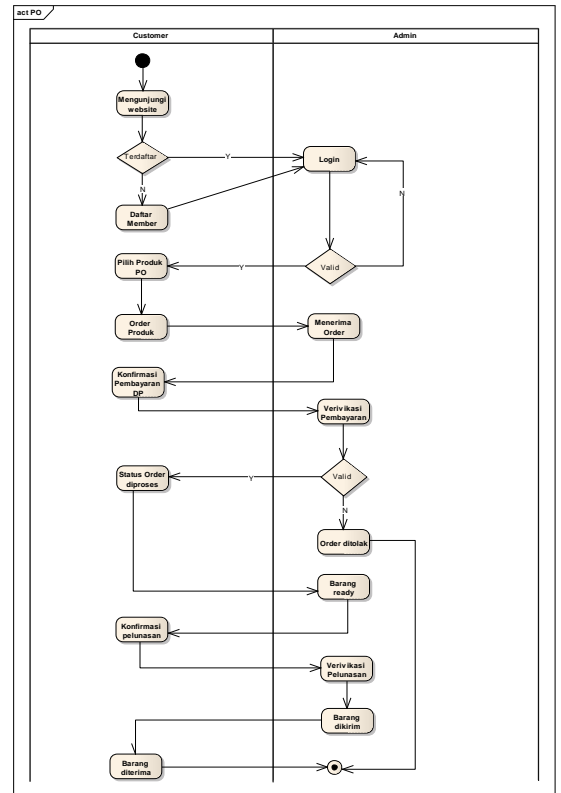 act PO
Customer
Admin
Mengunjungi
website
Terdaftar
Y
Login
N
N
Daftar
Member
Pilih Produk
PO
Y
Valid
Order
Produk
Menerima
Order
Konfirmasi
Pembayaran
DP
Verivikasi
Pembayaran
Status Order
diproses
Y
Valid
N
Order ditolak
Barang
ready
Konfirmasi
pelunasan
Verivikasi
Pelunasan
Barang
dikirim
Barang
diterima